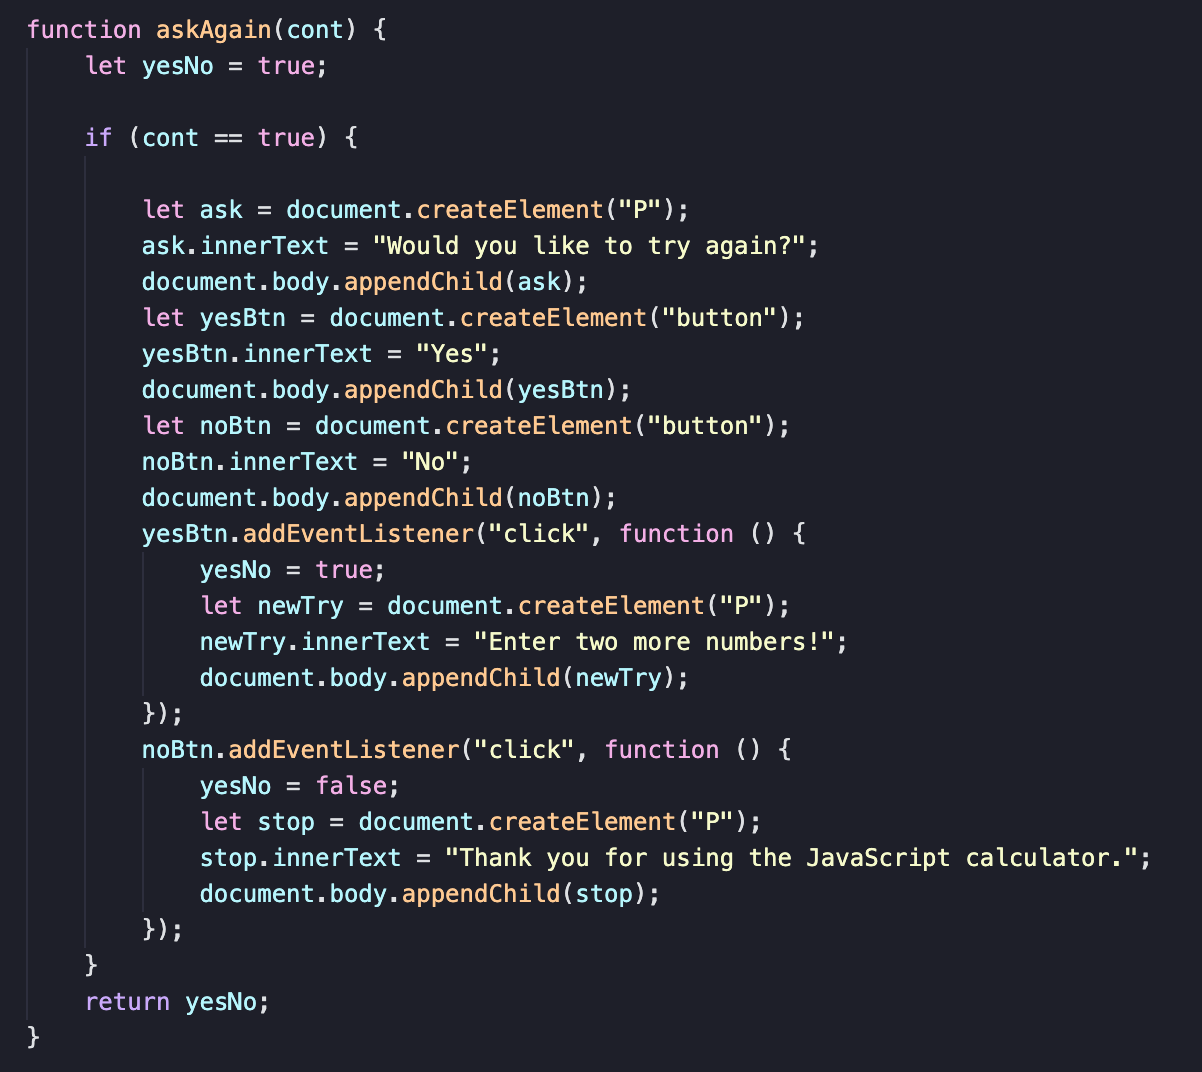 function askAgain(cont) {
let yesNo = true;
if (cont == true) {
let ask = document.createElement("P");
ask.innerText = "Would you like to try again?";
document.body.appendChild(ask);
let yesBtn = document.createElement("button");
yesBtn.innerText = "Yes";
document.body.appendChild(yesBtn);
let noBtn = document.createElement("button");
noBtn.innerText = "No";
document.body.appendChild(noBtn);
yesBtn.addEventListener("click", function () {
yesNo = true;
let newTry = document.createElement("P");
newTry.innerText = "Enter two more numbers!";
document.body.appendChild(newTry);
});
noBtn.addEventListener("click", function () {
yesNo = false;
let stop = document.createElement("P");
stop.innerText = "Thank you for using the JavaScript calculator.";
document.body.appendChild(stop);
});
}
return yesNo;
}